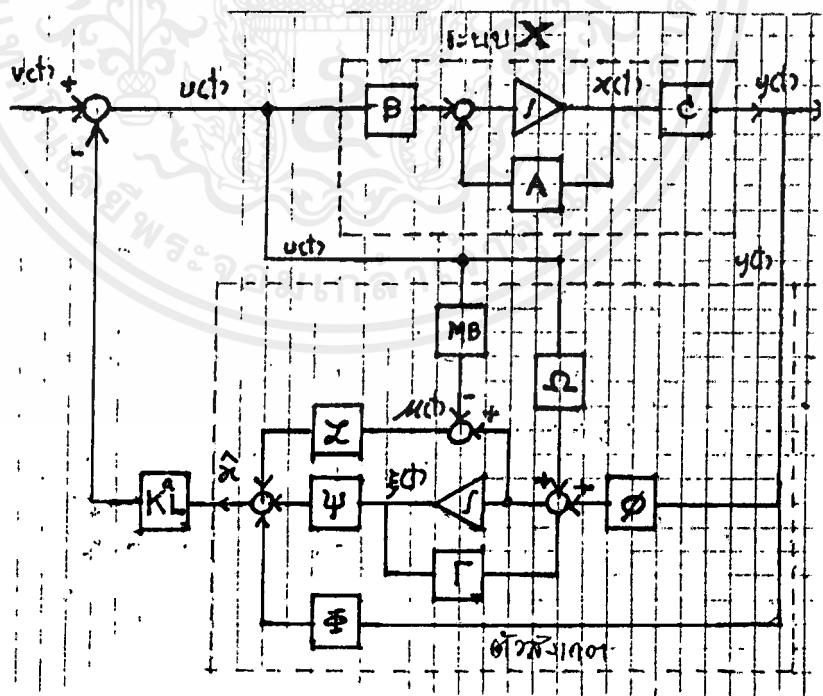 ระบบ X
v(t)
+
-
u(t)
B
∫
x(t)
C
y(t)
A
u(t)
y(t)
MB
Ω
μ(t)
-
+
Z
x̂
ξ(t)
+
+
K̂L
Ψ
∫
ø
Γ
Φ
ตัวสังเกต